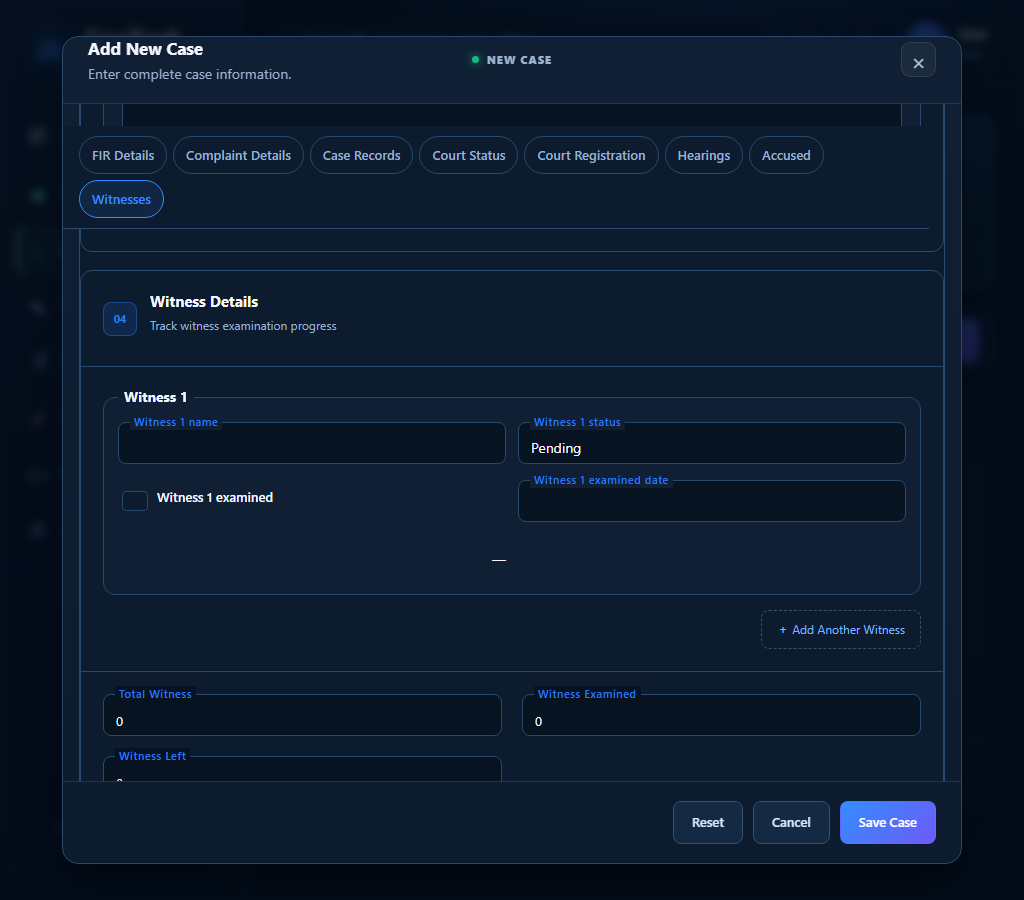 Add New Case
Enter complete case information.
NEW CASE
×
FIR Details
Complaint Details
Case Records
Court Status
Court Registration
Hearings
Accused
Witnesses
04
Witness Details
Track witness examination progress
Witness 1
Witness 1 name
Witness 1 status
Pending
Witness 1 examined
Witness 1 examined date
—
+ Add Another Witness
Total Witness
0
Witness Examined
0
Witness Left
Reset
Cancel
Save Case